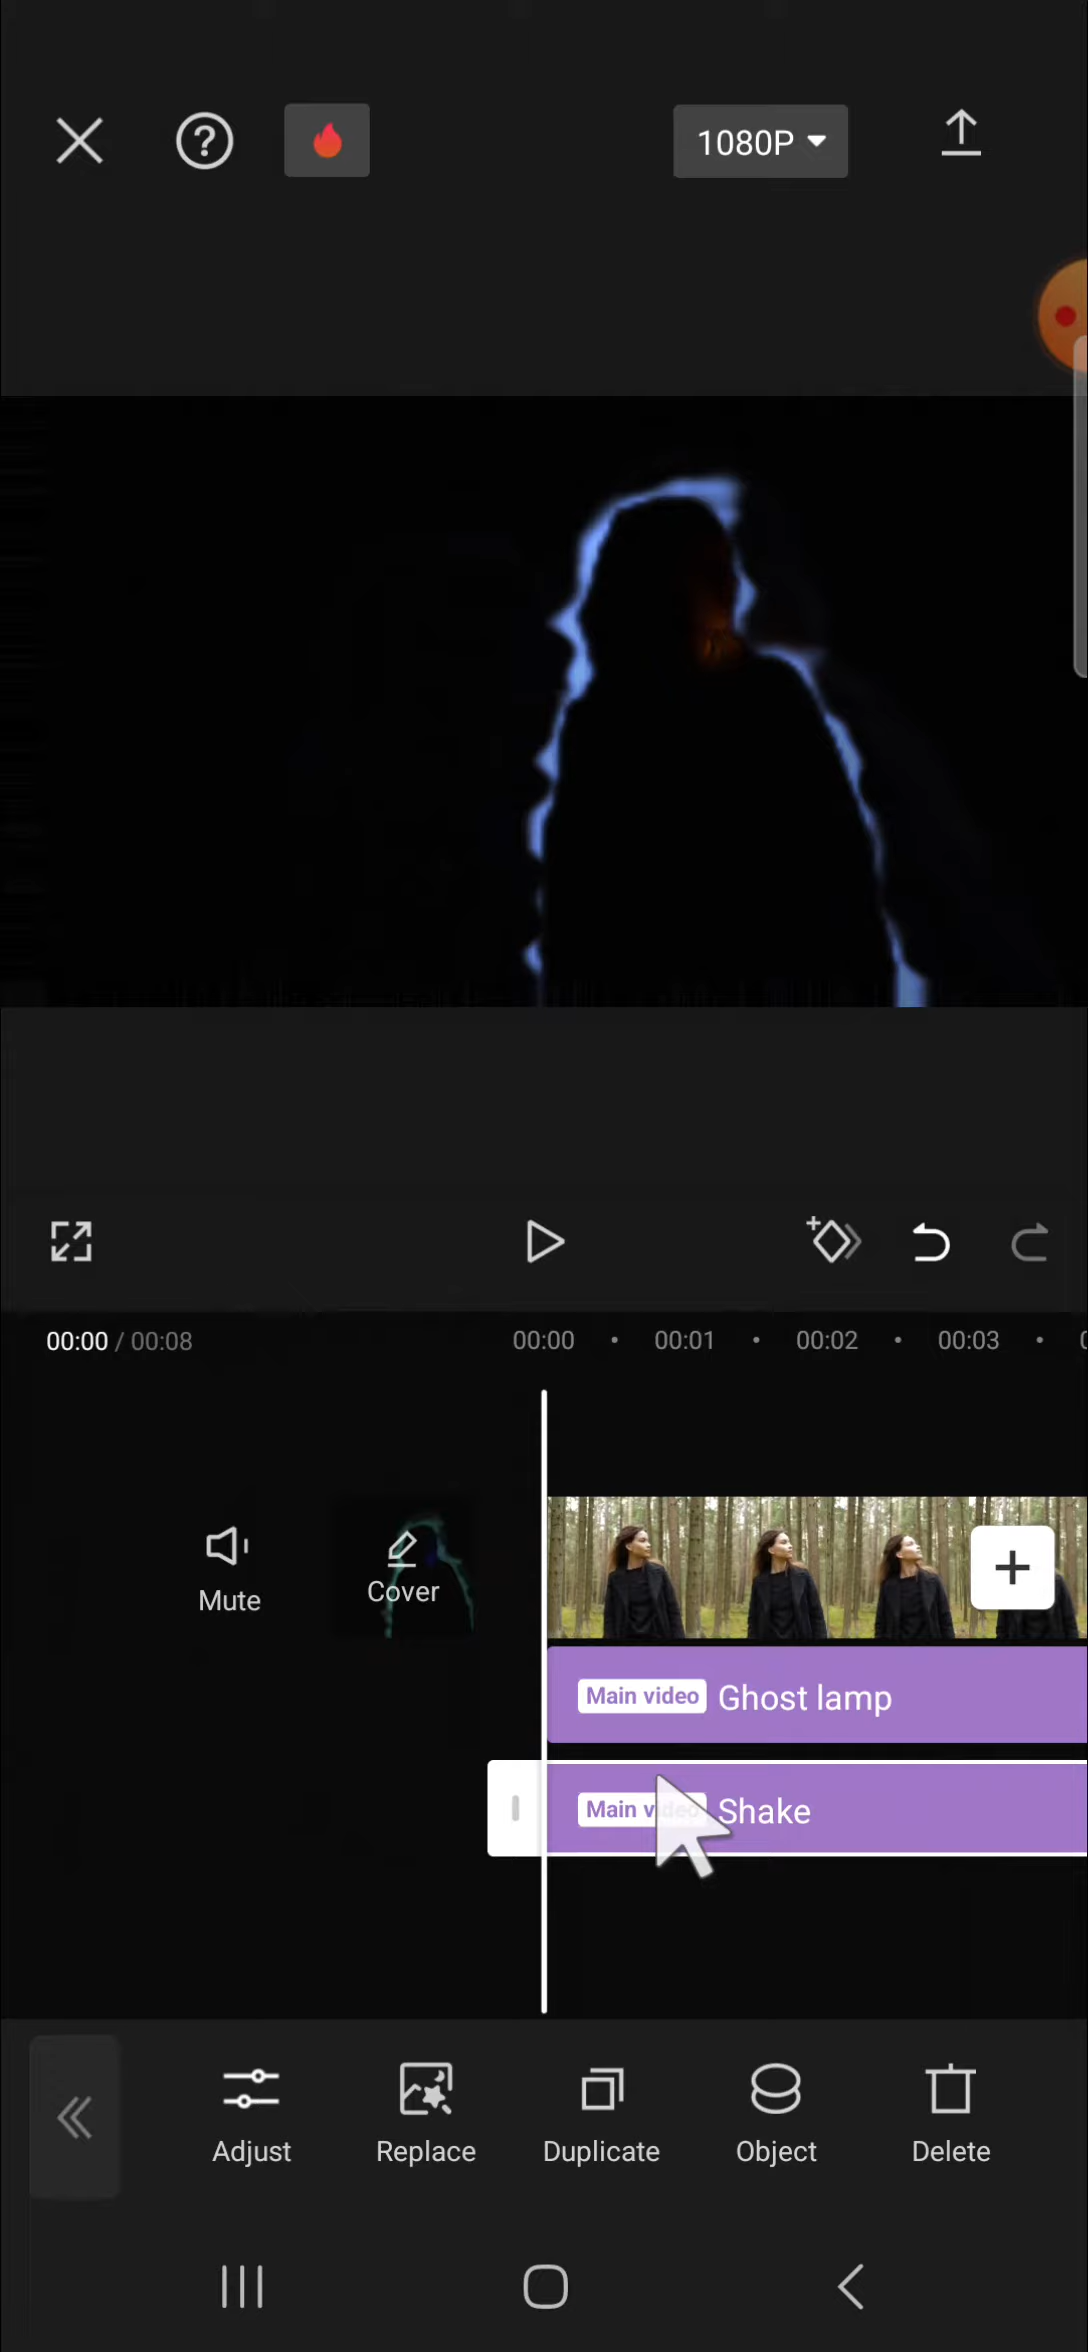 ?
1080P
00:00 / 00:08
00:00 00:01 00:02 00:03
Mute
Cover
Main video Ghost lamp
Main video Shake
Adjust
Replace
Duplicate
Object
Delete